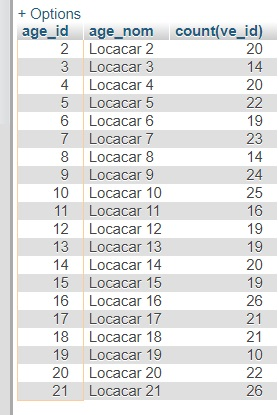 + Options
age_id age_nom count(ve_id)
2 Locacar 2 20
3 Locacar 3 14
4 Locacar 4 20
5 Locacar 5 22
6 Locacar 6 19
7 Locacar 7 23
8 Locacar 8 14
9 Locacar 9 24
10 Locacar 10 25
11 Locacar 11 16
12 Locacar 12 19
13 Locacar 13 19
14 Locacar 14 20
15 Locacar 15 19
16 Locacar 16 26
17 Locacar 17 21
18 Locacar 18 21
19 Locacar 19 10
20 Locacar 20 22
21 Locacar 21 26